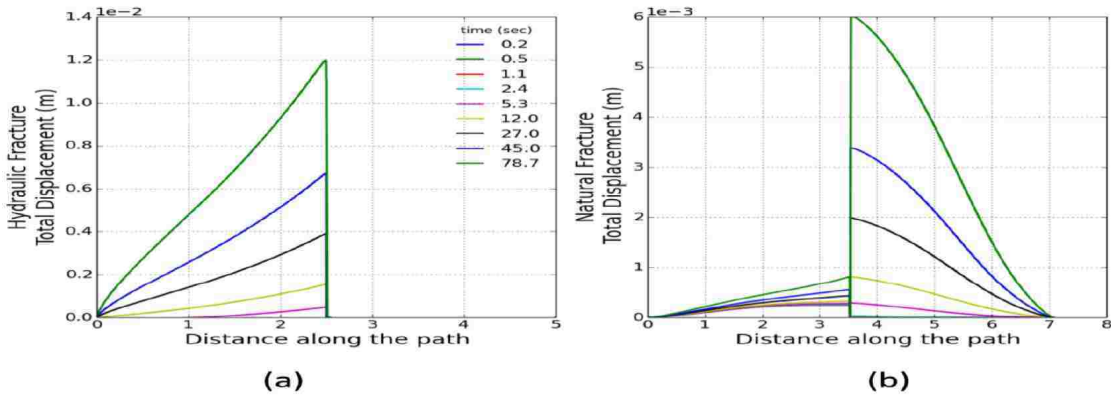 1.4 1e-2
1.2
1.0
0.8
0.6
0.4
0.2
0.0
0 1 2 3 4 5
Hydraulic Fracture
Total Displacement (m)
Distance along the path
time (sec)
0.2
0.5
1.1
2.4
5.3
12.0
27.0
45.0
78.7
(a)
6 1e-3
5
4
3
2
1
0
0 1 2 3 4 5 6 7 8
Natural Fracture
Total Displacement (m)
Distance along the path
(b)